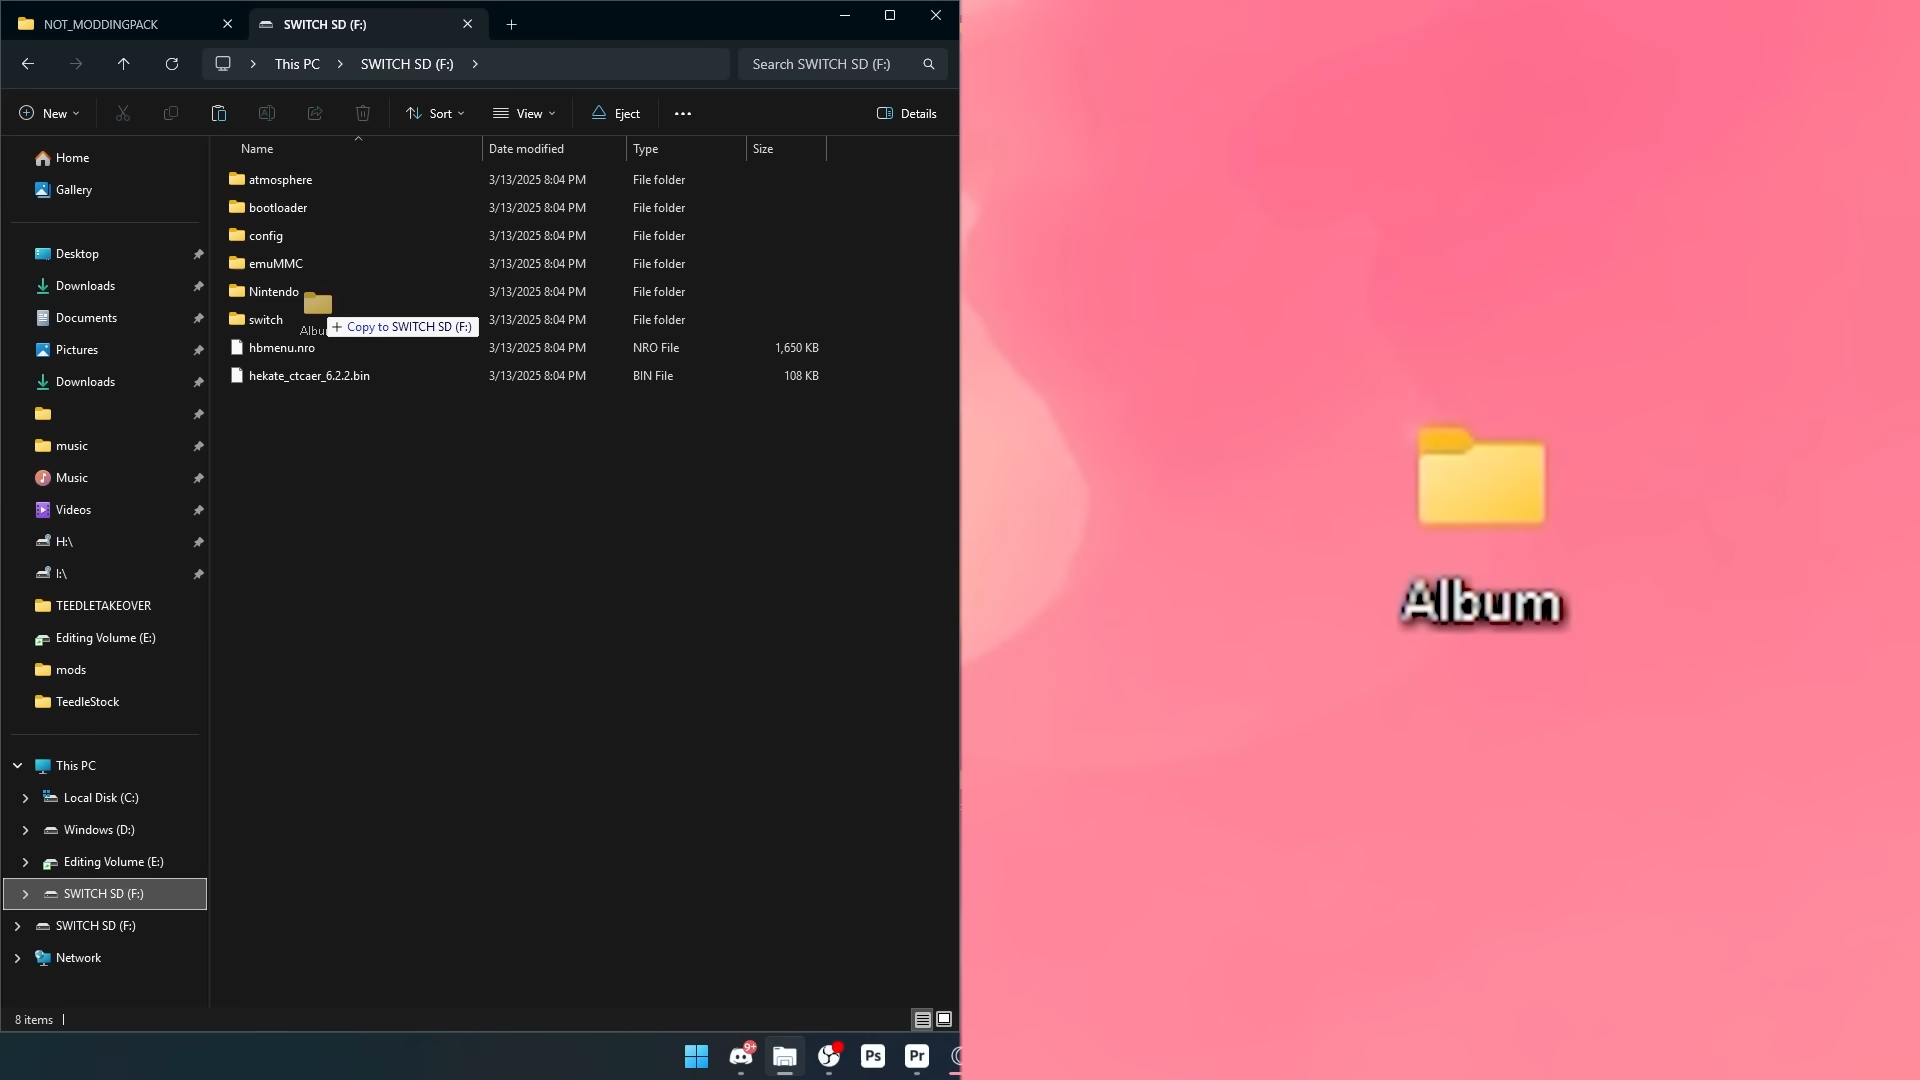 NOT_MODDINGPACK
SWITCH SD (F:)
This PC
SWITCH SD (F:)
Search SWITCH SD (F:)
New
Sort
View
Eject
Details
Name Date modified Type Size
Home
Gallery
Desktop
Downloads
Documents
Pictures
Downloads
music
Music
Videos
H:\
I:\
TEEDLETAKEOVER
Editing Volume (E:)
mods
TeedleStock
This PC
Local Disk (C:)
Windows (D:)
Editing Volume (E:)
SWITCH SD (F:)
SWITCH SD (F:)
Network
atmosphere 3/13/2025 8:04 PM File folder
bootloader 3/13/2025 8:04 PM File folder
config 3/13/2025 8:04 PM File folder
emuMMC 3/13/2025 8:04 PM File folder
Nintendo 3/13/2025 8:04 PM File folder
switch 3/13/2025 8:04 PM File folder
+ Copy to SWITCH SD (F:)
hbmenu.nro 3/13/2025 8:04 PM NRO File 1,650 KB
hekate_ctcaer_6.2.2.bin 3/13/2025 8:04 PM BIN File 108 KB
8 items
9+
Ps
Pr
Album